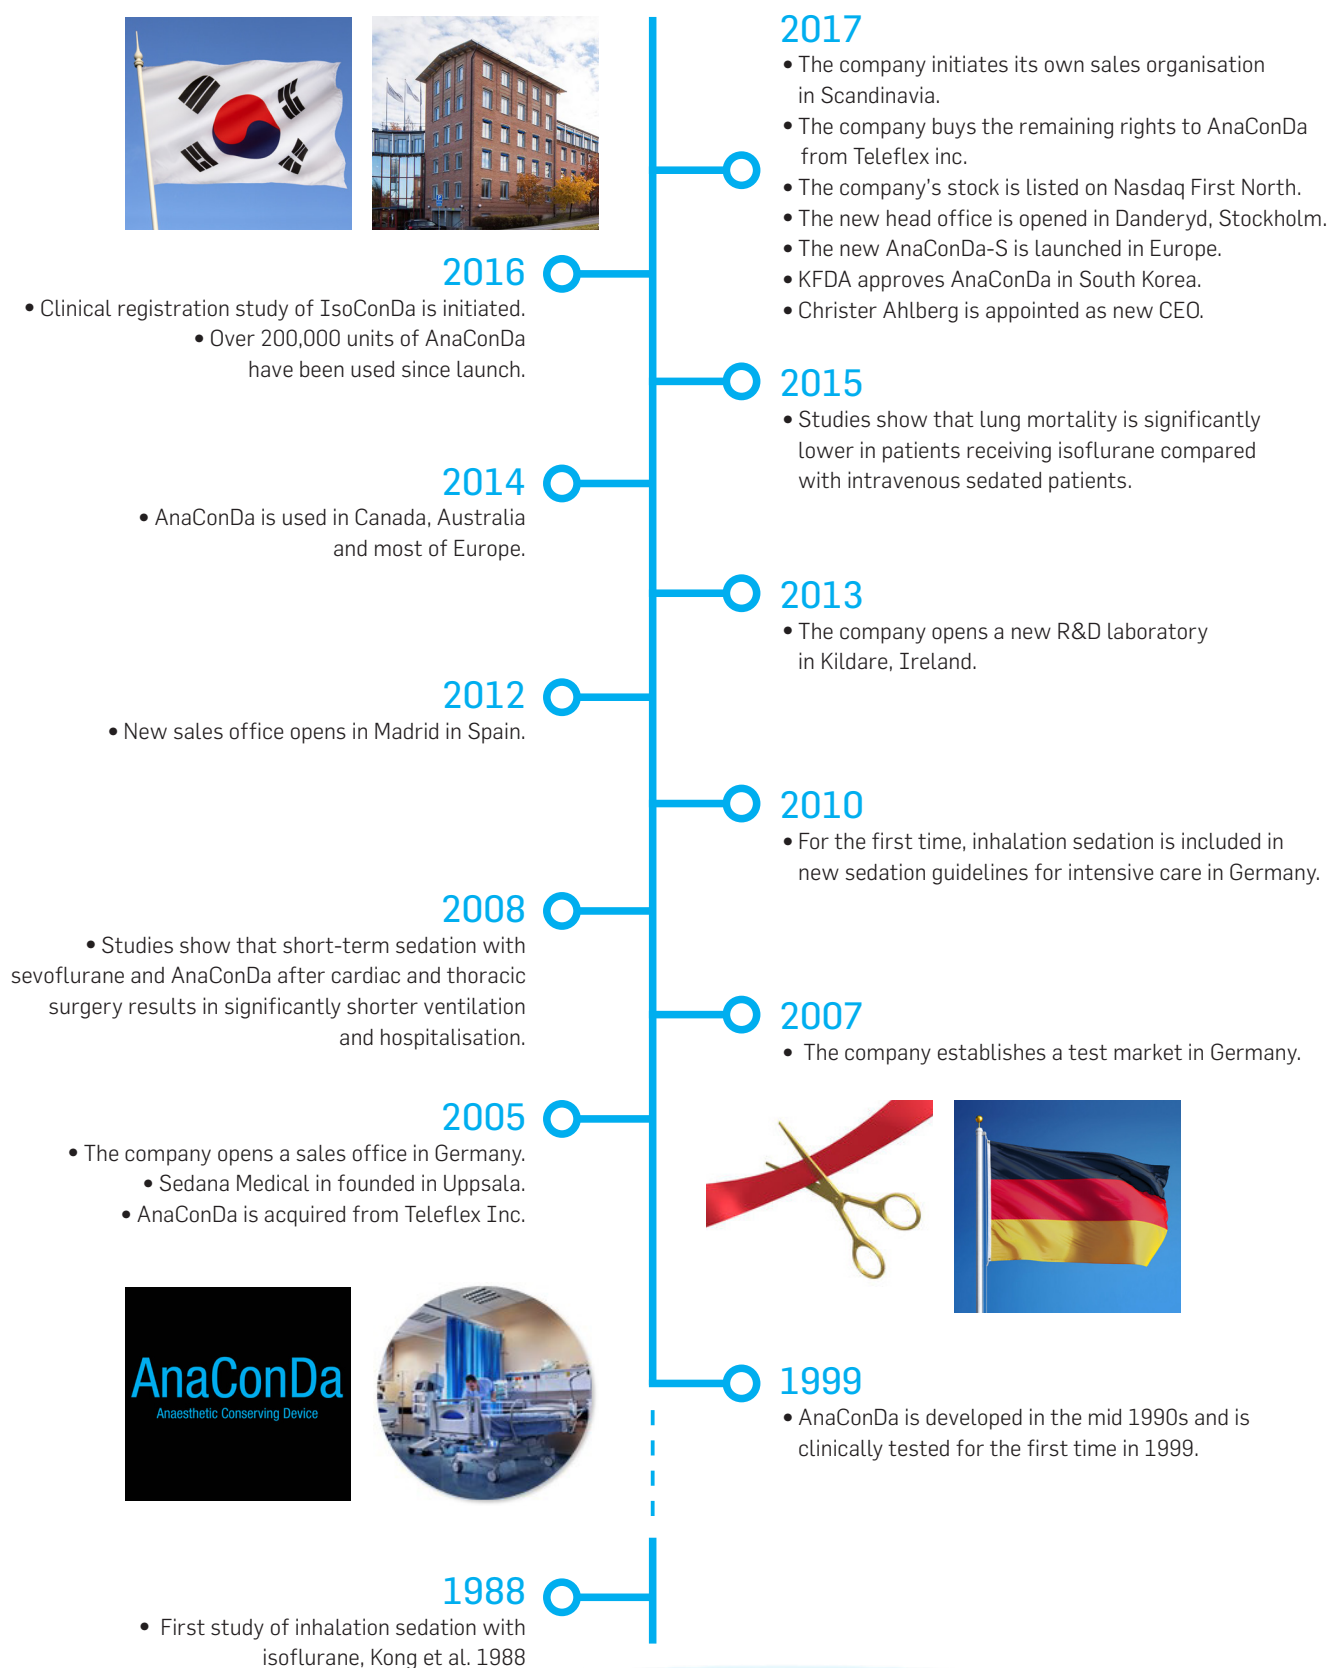 2017
• The company initiates its own sales organisation
in Scandinavia.
• The company buys the remaining rights to AnaConDa
from Teleflex inc.
• The company's stock is listed on Nasdaq First North.
• The new head office is opened in Danderyd, Stockholm.
• The new AnaConDa-S is launched in Europe.
• KFDA approves AnaConDa in South Korea.
• Christer Ahlberg is appointed as new CEO.
2016
• Clinical registration study of IsoConDa is initiated.
• Over 200,000 units of AnaConDa
have been used since launch.
2015
• Studies show that lung mortality is significantly
lower in patients receiving isoflurane compared
with intravenous sedated patients.
2014
• AnaConDa is used in Canada, Australia
and most of Europe.
2013
• The company opens a new R&D laboratory
in Kildare, Ireland.
2012
• New sales office opens in Madrid in Spain.
2010
• For the first time, inhalation sedation is included in
new sedation guidelines for intensive care in Germany.
2008
• Studies show that short-term sedation with
sevoflurane and AnaConDa after cardiac and thoracic
surgery results in significantly shorter ventilation
and hospitalisation.
2007
• The company establishes a test market in Germany.
2005
• The company opens a sales office in Germany.
• Sedana Medical in founded in Uppsala.
• AnaConDa is acquired from Teleflex Inc.
AnaConDa
Anaesthetic Conserving Device
1999
• AnaConDa is developed in the mid 1990s and is
clinically tested for the first time in 1999.
1988
• First study of inhalation sedation with
isoflurane, Kong et al. 1988